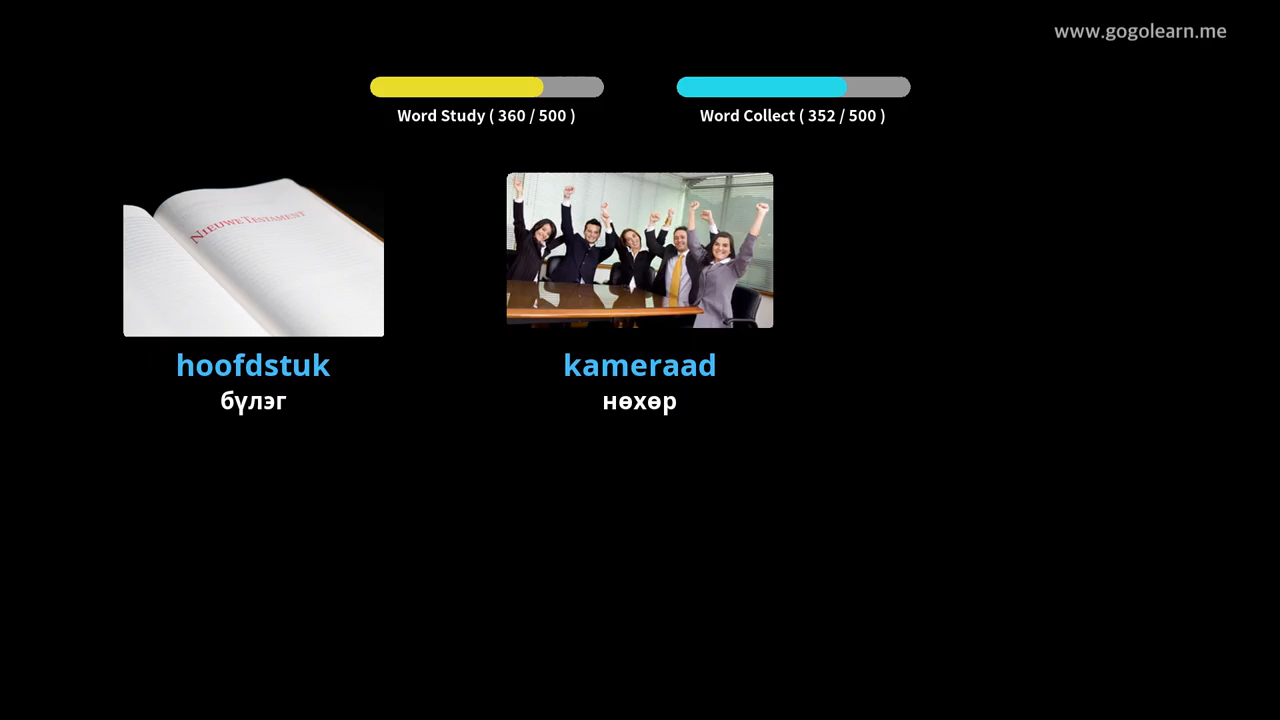 www.gogolearn.me
Word Study ( 360 / 500 )
Word Collect ( 352 / 500 )
NIEUWE TESTAMENT
hoofdstuk
бүлэг
kameraad
нөхөр